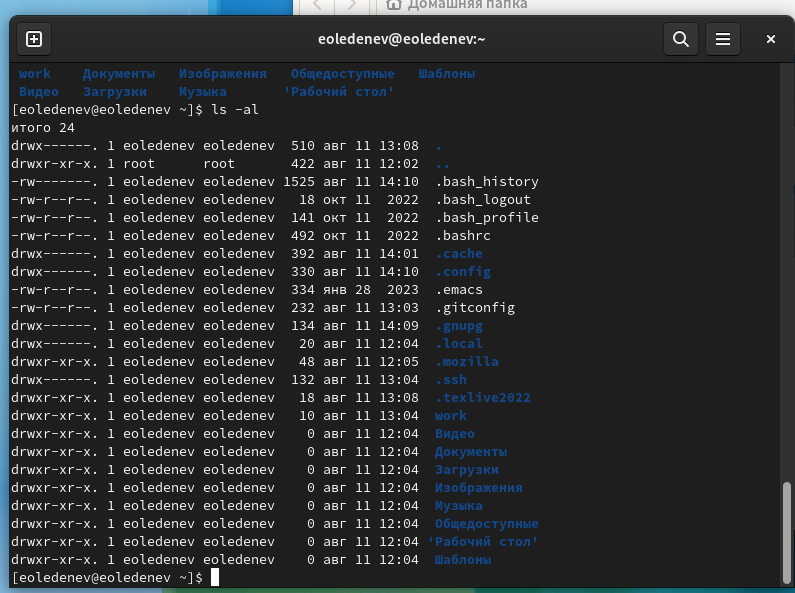 Домашняя папка
eoledenev@eoledenev:~
work Документы Изображения Общедоступные Шаблоны
Видео Загрузки Музыка 'Рабочий стол'
[eoledenev@eoledenev ~]$ ls -al
итого 24
drwx------. 1 eoledenev eoledenev 510 авг 11 13:08 .
drwxr-xr-x. 1 root root 422 авг 11 12:02 ..
-rw-------. 1 eoledenev eoledenev 1525 авг 11 14:10 .bash_history
-rw-r--r--. 1 eoledenev eoledenev 18 окт 11 2022 .bash_logout
-rw-r--r--. 1 eoledenev eoledenev 141 окт 11 2022 .bash_profile
-rw-r--r--. 1 eoledenev eoledenev 492 окт 11 2022 .bashrc
drwx------. 1 eoledenev eoledenev 392 авг 11 14:01 .cache
drwx------. 1 eoledenev eoledenev 330 авг 11 14:10 .config
-rw-r--r--. 1 eoledenev eoledenev 334 янв 28 2023 .emacs
-rw-r--r--. 1 eoledenev eoledenev 232 авг 11 13:03 .gitconfig
drwx------. 1 eoledenev eoledenev 134 авг 11 14:09 .gnupg
drwx------. 1 eoledenev eoledenev 20 авг 11 12:04 .local
drwxr-xr-x. 1 eoledenev eoledenev 48 авг 11 12:05 .mozilla
drwx------. 1 eoledenev eoledenev 132 авг 11 13:04 .ssh
drwxr-xr-x. 1 eoledenev eoledenev 18 авг 11 13:08 .texlive2022
drwxr-xr-x. 1 eoledenev eoledenev 10 авг 11 13:04 work
drwxr-xr-x. 1 eoledenev eoledenev 0 авг 11 12:04 Видео
drwxr-xr-x. 1 eoledenev eoledenev 0 авг 11 12:04 Документы
drwxr-xr-x. 1 eoledenev eoledenev 0 авг 11 12:04 Загрузки
drwxr-xr-x. 1 eoledenev eoledenev 0 авг 11 12:04 Изображения
drwxr-xr-x. 1 eoledenev eoledenev 0 авг 11 12:04 Музыка
drwxr-xr-x. 1 eoledenev eoledenev 0 авг 11 12:04 Общедоступные
drwxr-xr-x. 1 eoledenev eoledenev 0 авг 11 12:04 'Рабочий стол'
drwxr-xr-x. 1 eoledenev eoledenev 0 авг 11 12:04 Шаблоны
[eoledenev@eoledenev ~]$